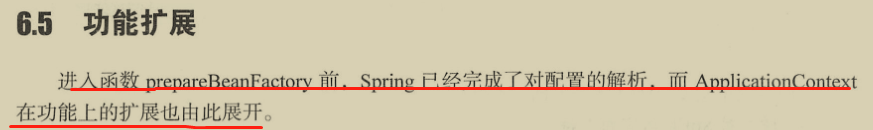 6.5 功能扩展
进入函数 prepareBeanFactory 前，Spring 已经完成了对配置的解析，而 ApplicationContext
在功能上的扩展也由此展开。